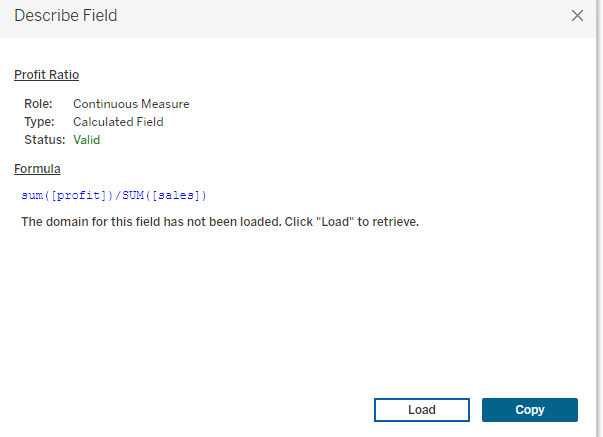 Describe Field
Profit Ratio
Role: Continuous Measure
Type: Calculated Field
Status: Valid
Formula
sum([profit])/SUM([sales])
The domain for this field has not been loaded. Click "Load" to retrieve.
Load Copy